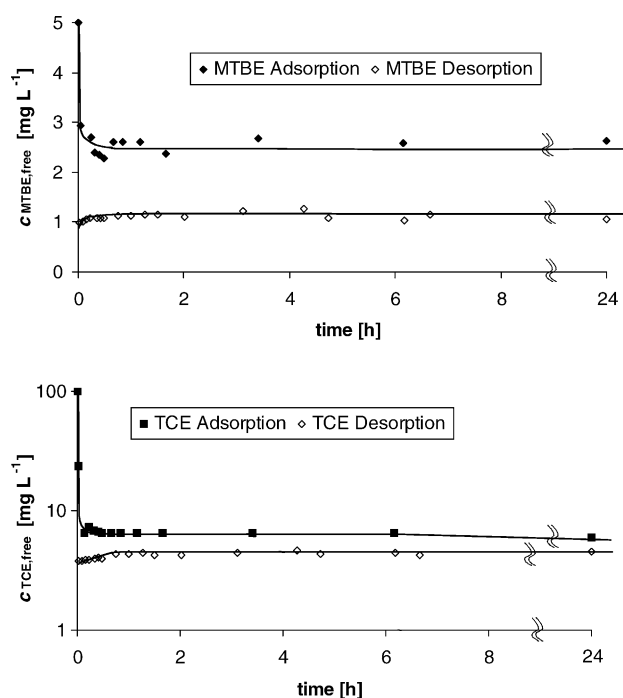 5
4
3
2
1
0
c MTBE,free [mg L⁻¹]
◆ MTBE Adsorption ◇ MTBE Desorption
0 2 4 6 8 24
time [h]
100
10
1
c TCE,free [mg L⁻¹]
■ TCE Adsorption ◇ TCE Desorption
0 2 4 6 8 24
time [h]